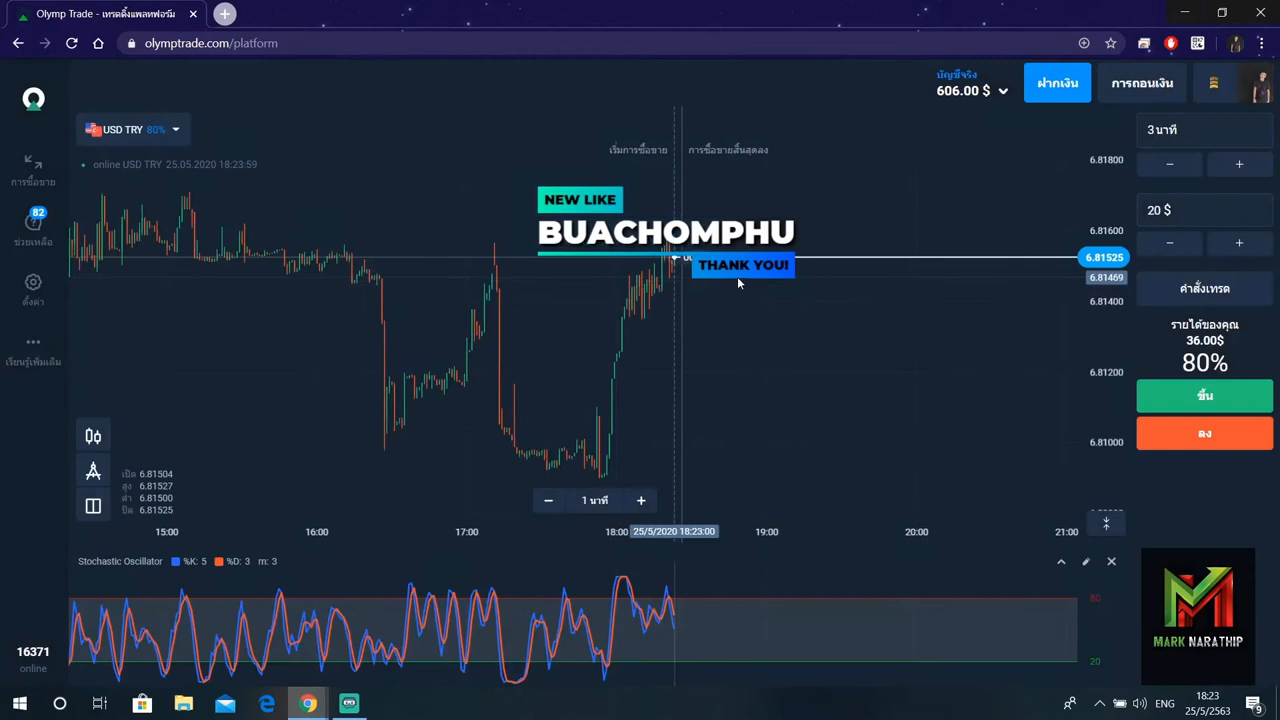 Olymp Trade - เทรดดิ้งแพลทฟอร์ม
olymptrade.com/platform
บัญชีจริง
606.00 $
ฝากเงิน
การถอนเงิน
USD TRY 80%
online USD TRY 25.05.2020 18:23:59
82
การซื้อขาย
ช่วยเหลือ
ตั้งค่า
เรียนรู้เพิ่มเติม
16371
online
เริ่มการซื้อขาย
การซื้อขายสิ้นสุดลง
NEW LIKE
BUACHOMPHU
THANK YOU!
6.81800
6.81600
6.81525
6.81469
6.81400
6.81200
6.81000
3 นาที
20 $
คำสั่งเทรด
รายได้ของคุณ
36.00$
80%
ขึ้น
ลง
เปิด 6.81504
สูง 6.81527
ต่ำ 6.81500
ปิด 6.81525
1 นาที
15:00 16:00 17:00 18:00 25/5/2020 18:23:00 19:00 20:00 21:00
Stochastic Oscillator %K: 5 %D: 3 m: 3
80
20
MARK NARATHIP
ENG
18:23
25/5/2563
9